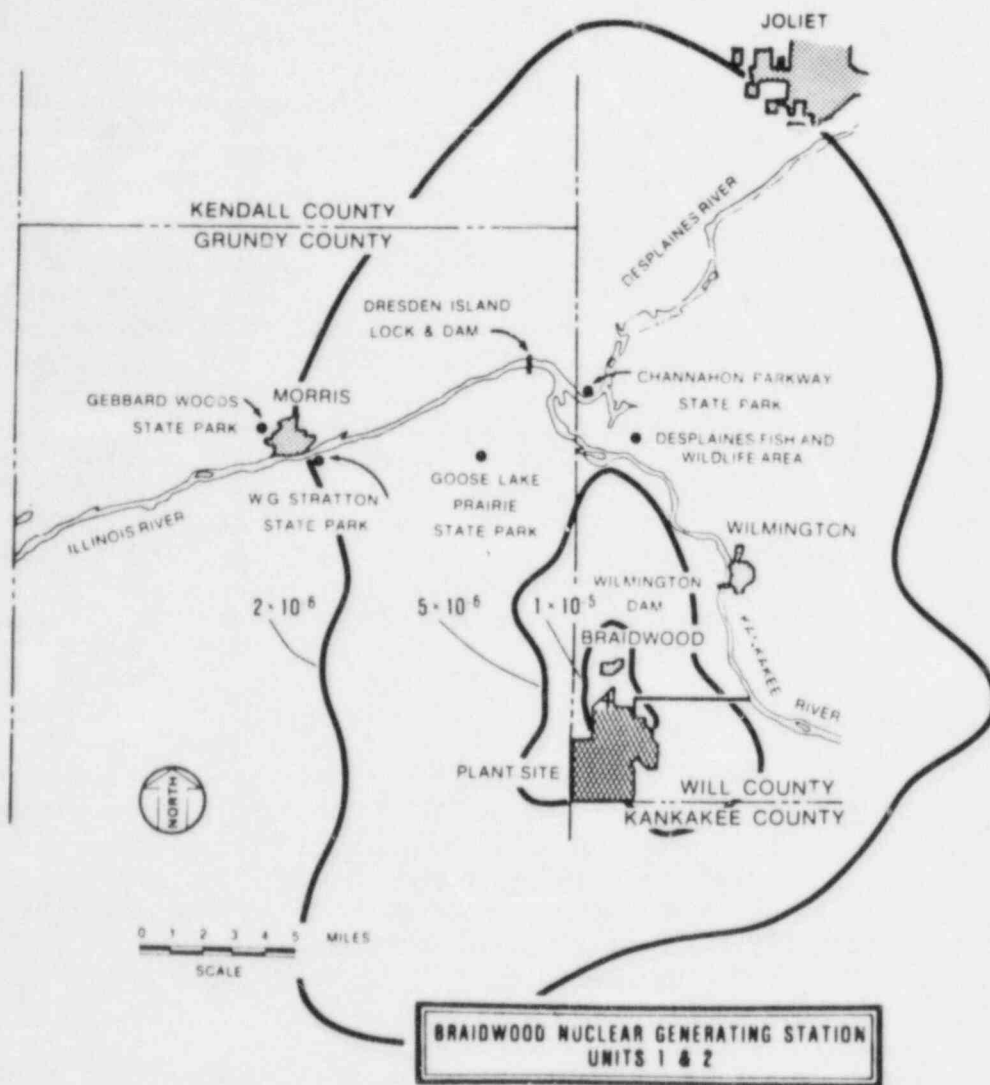 JOLIET
KENDALL COUNTY
GRUNDY COUNTY
DESPLAINES RIVER
DRESDEN ISLAND
LOCK & DAM
CHANNAHON PARKWAY
STATE PARK
MORRIS
GEBBARD WOODS
STATE PARK
DESPLAINES FISH AND
WILDLIFE AREA
GOOSE LAKE
PRAIRIE
STATE PARK
W.G. STRATTON
STATE PARK
ILLINOIS RIVER
WILMINGTON
WILMINGTON
DAM
2 × 10⁻⁶
5 × 10⁻⁶
1 × 10⁻⁵
BRAIDWOOD
KANKAKEE
RIVER
PLANT SITE
WILL COUNTY
KANKAKEE COUNTY
NORTH
0 1 2 3 4 5 MILES
SCALE
BRAIDWOOD NUCLEAR GENERATING STATION
UNITS 1 & 2